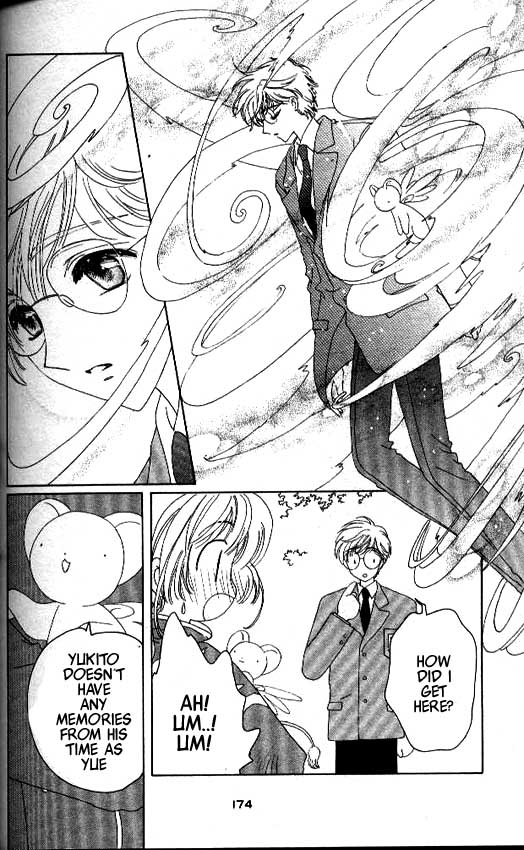 HOW
DID I
GET
HERE?
AH!
UM..!
UM!
YUKITO
DOESN'T
HAVE
ANY
MEMORIES
FROM HIS
TIME AS
YUE
174